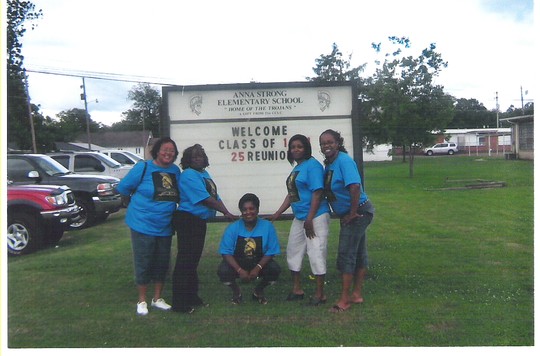 ANNA STRONG
ELEMENTARY SCHOOL
"HOME OF THE TROJANS"
WELCOME
CLASS OF 1
25 REUNIO